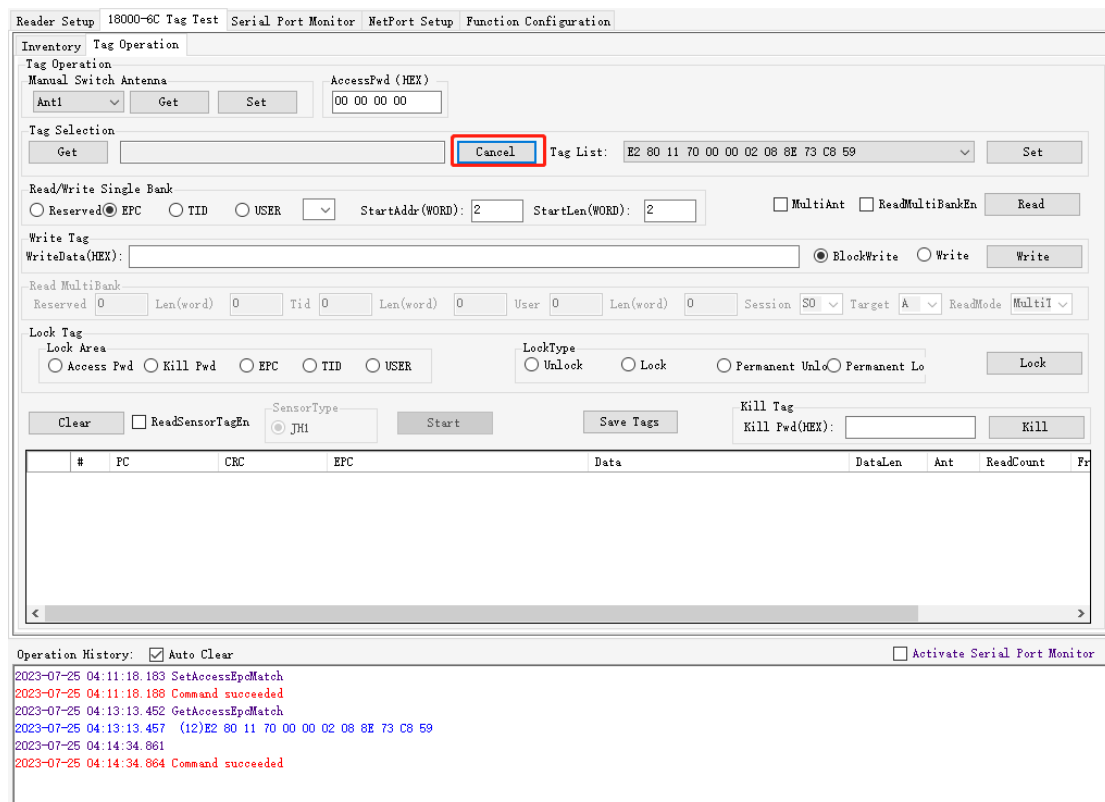 Reader Setup 18000-6C Tag Test Serial Port Monitor NetPort Setup Function Configuration
Inventory Tag Operation
Tag Operation
Manual Switch Antenna AccessPwd (HEX)
Ant1 Get Set 00 00 00 00
Tag Selection
Get Cancel Tag List: E2 80 11 70 00 00 02 08 8E 73 C8 59 Set
Read/Write Single Bank
Reserved EPC TID USER StartAddr(WORD): 2 StartLen(WORD): 2 MultiAnt ReadMultiBankEn Read
Write Tag
WriteData(HEX): BlockWrite Write Write
Read MultiBank
Reserved 0 Len(word) 0 Tid 0 Len(word) 0 User 0 Len(word) 0 Session S0 Target A ReadMode MultiT
Lock Tag
Lock Area LockType
Access Pwd Kill Pwd EPC TID USER Unlock Lock Permanent Unlo Permanent Lo Lock
Clear ReadSensorTagEn SensorType JH1 Start Save Tags Kill Tag
Kill Pwd(HEX): Kill
# PC CRC EPC Data DataLen Ant ReadCount Fr
Operation History: Auto Clear Activate Serial Port Monitor
2023-07-25 04:11:18.183 SetAccessEpcMatch
2023-07-25 04:11:18.188 Command succeeded
2023-07-25 04:13:13.452 GetAccessEpcMatch
2023-07-25 04:13:13.457 (12)E2 80 11 70 00 00 02 08 8E 73 C8 59
2023-07-25 04:14:34.861
2023-07-25 04:14:34.864 Command succeeded